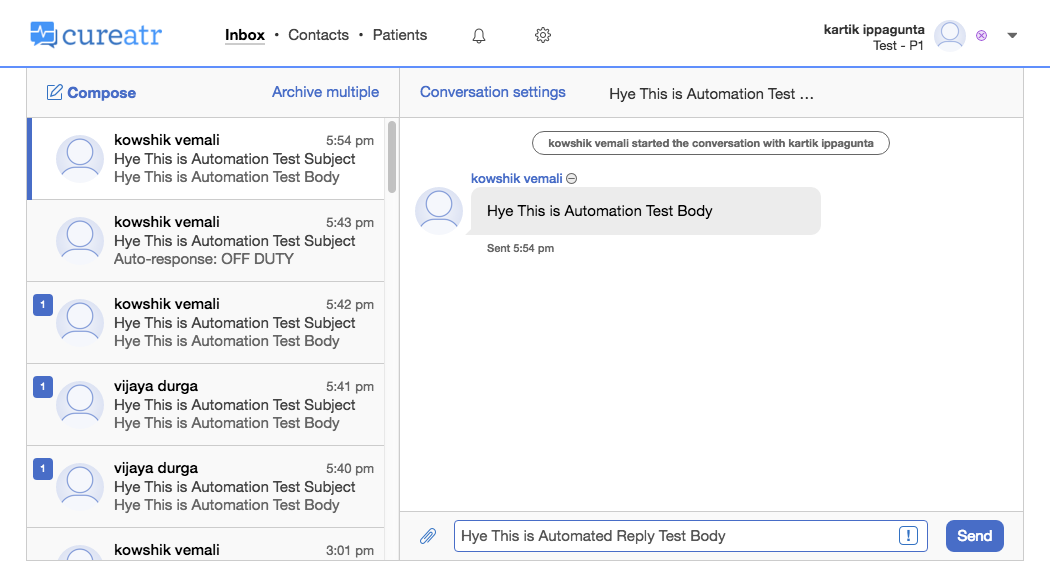 cureatr
Inbox • Contacts • Patients
kartik ippagunta
Test - P1
Compose
Archive multiple
Conversation settings
Hye This is Automation Test ...
kowshik vemali
5:54 pm
Hye This is Automation Test Subject
Hye This is Automation Test Body
kowshik vemali
5:43 pm
Hye This is Automation Test Subject
Auto-response: OFF DUTY
1
kowshik vemali
5:42 pm
Hye This is Automation Test Subject
Hye This is Automation Test Body
1
vijaya durga
5:41 pm
Hye This is Automation Test Subject
Hye This is Automation Test Body
1
vijaya durga
5:40 pm
Hye This is Automation Test Subject
Hye This is Automation Test Body
kowshik vemali
3:01 pm
kowshik vemali started the conversation with kartik ippagunta
kowshik vemali
Hye This is Automation Test Body
Sent 5:54 pm
Hye This is Automated Reply Test Body
!
Send